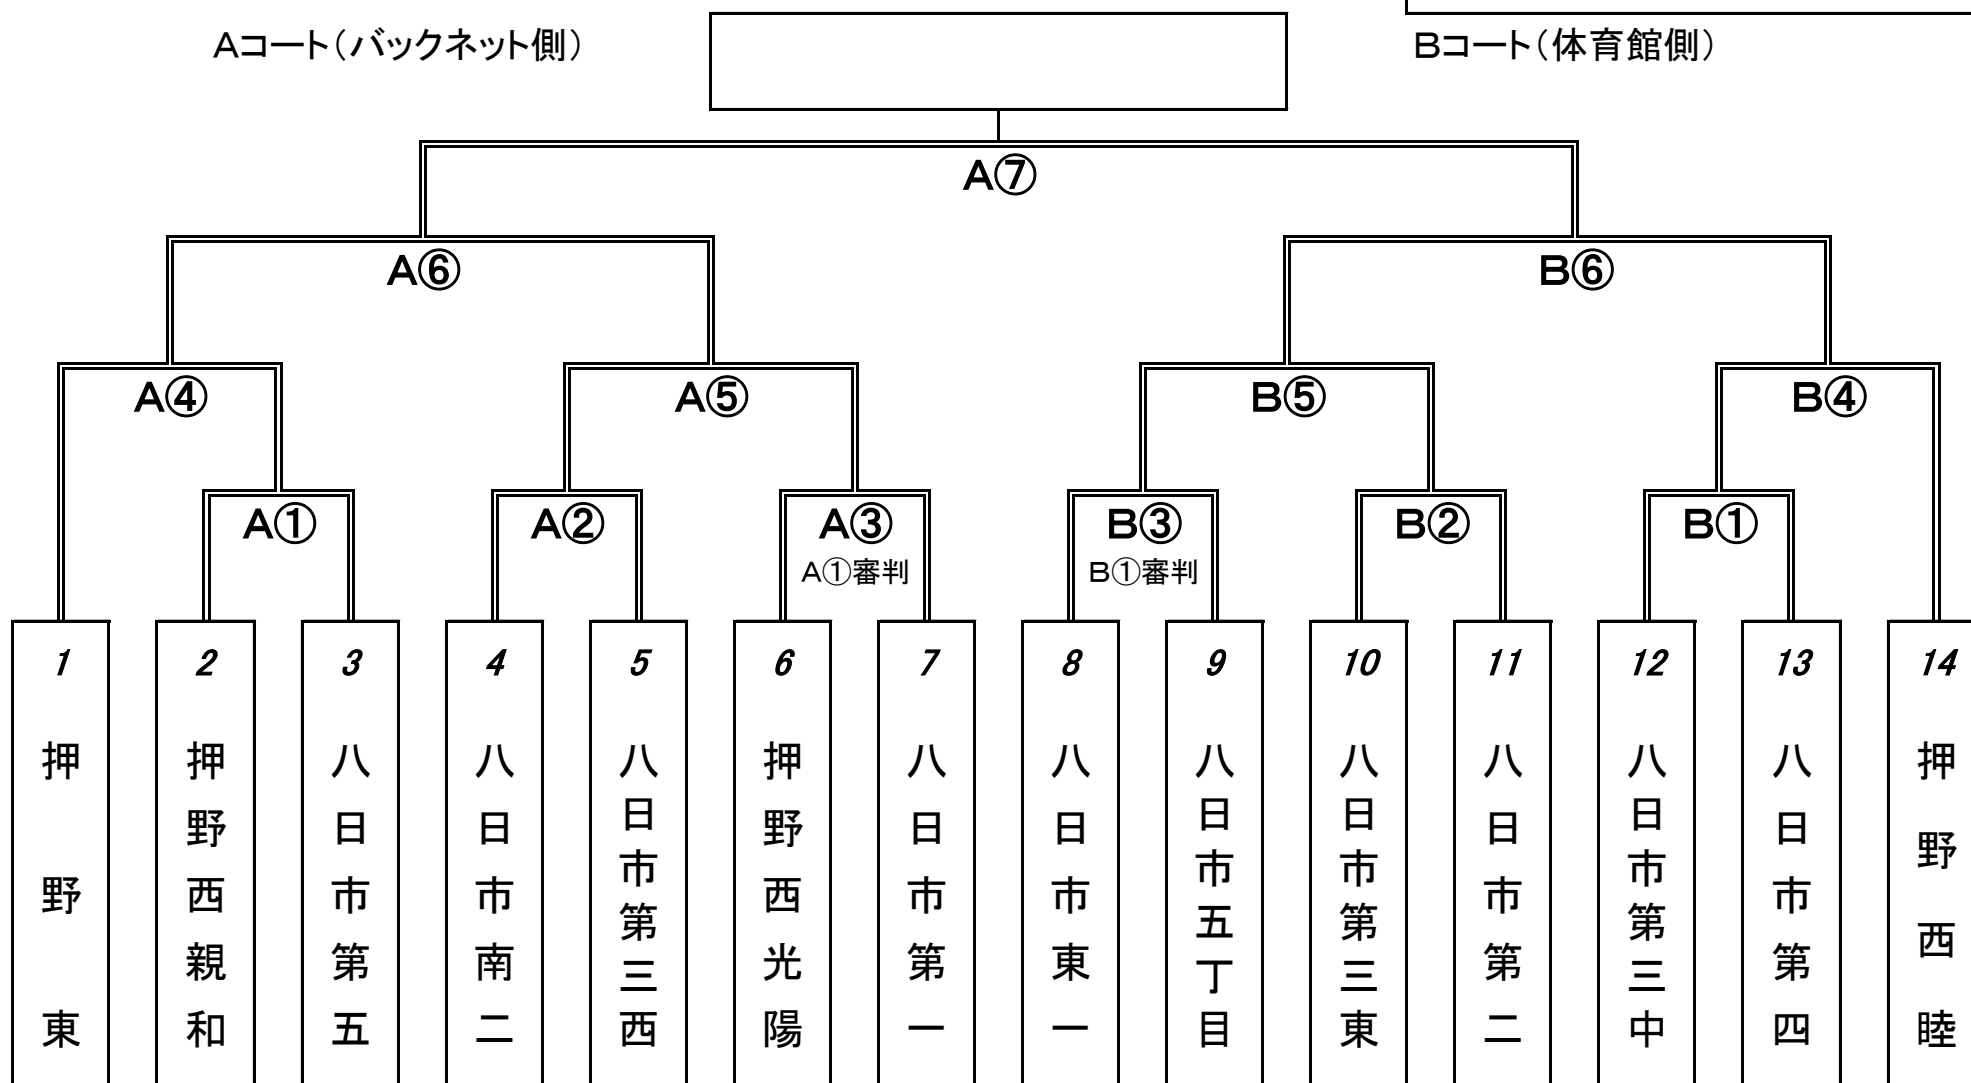 Aコート（バックネット側）
Bコート（体育館側）
A⑦
A⑥
B⑥
A④
A⑤
B⑤
B④
A①
A②
A③
B③
B②
B①
A①審判
B①審判
1
2
3
4
5
6
7
8
9
10
11
12
13
14
押野東
押野西親和
八日市第五
八日市南二
八日市第三西
押野西光陽
八日市第一
八日市東一
八日市五丁目
八日市第三東
八日市第二
八日市第三中
八日市第四
押野西睦